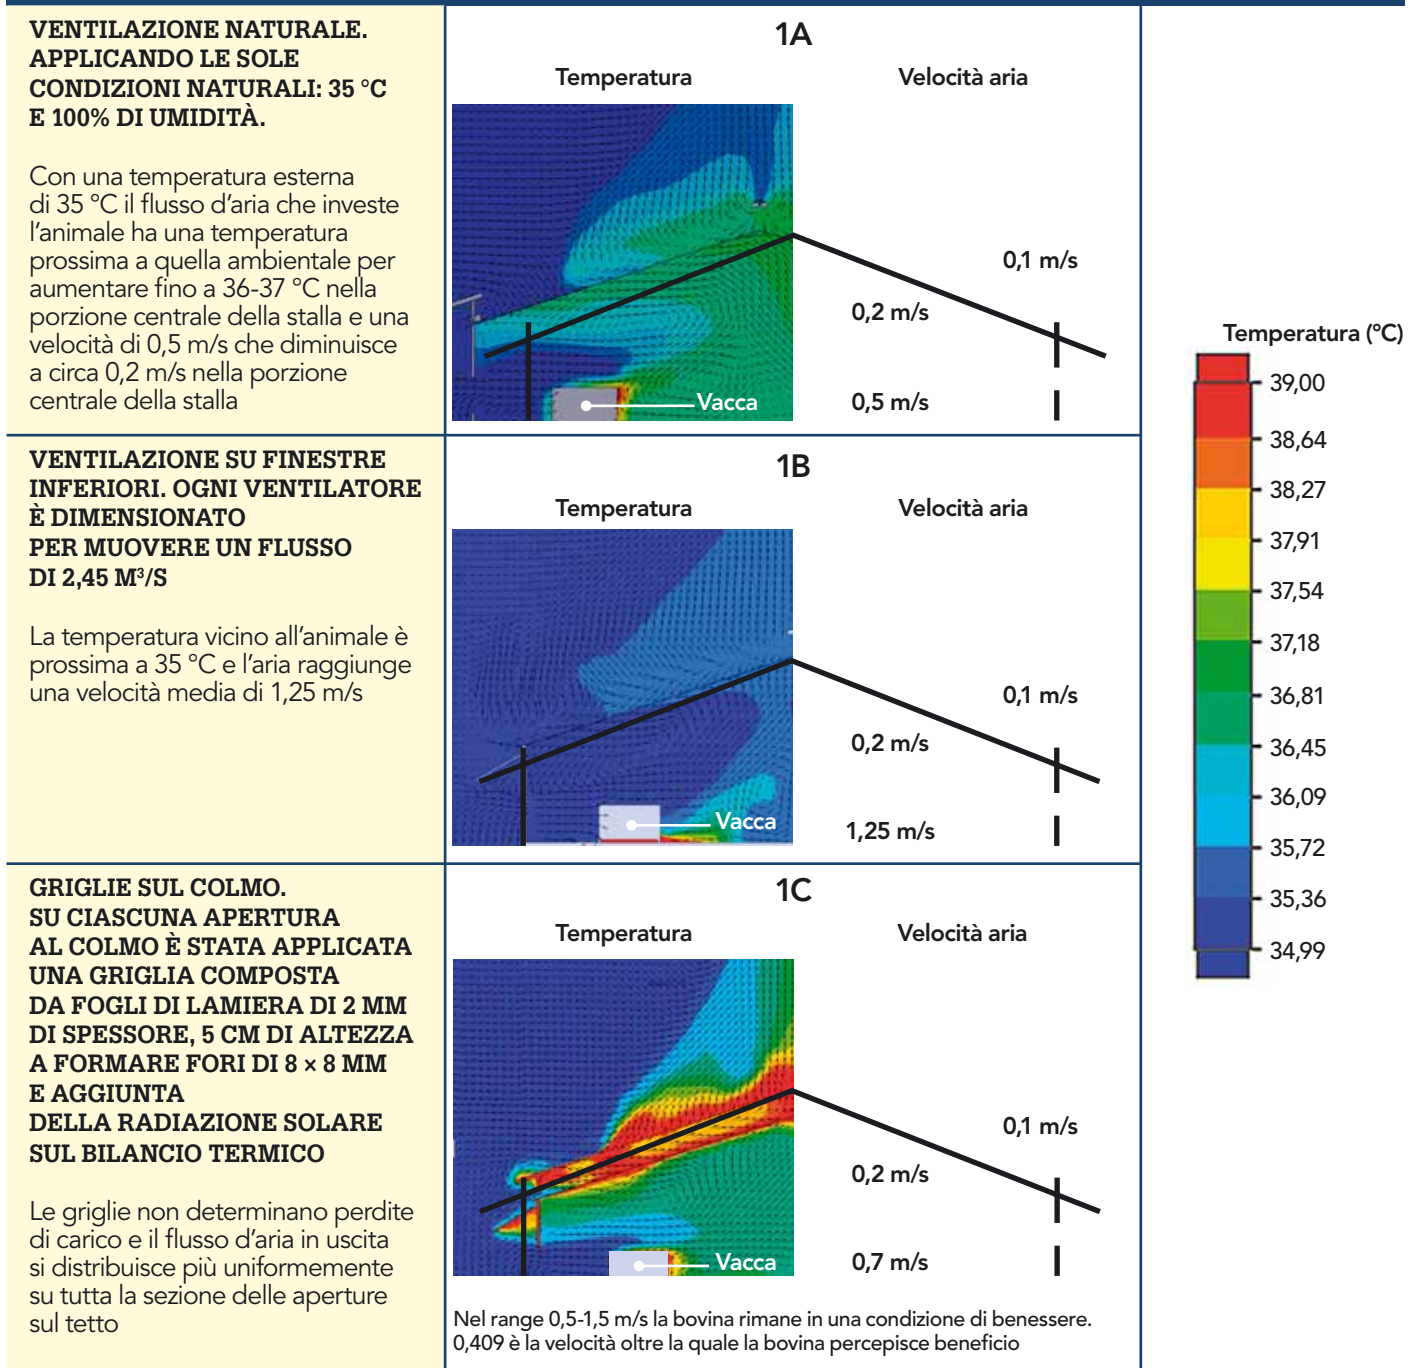 VENTILAZIONE NATURALE.
APPLICANDO LE SOLE
CONDIZIONI NATURALI: 35 °C
E 100% DI UMIDITÀ.
Con una temperatura esterna
di 35 °C il flusso d'aria che investe
l'animale ha una temperatura
prossima a quella ambientale per
aumentare fino a 36-37 °C nella
porzione centrale della stalla e una
velocità di 0,5 m/s che diminuisce
a circa 0,2 m/s nella porzione
centrale della stalla
1A
Temperatura
Velocità aria
0,1 m/s
0,2 m/s
Vacca
0,5 m/s
VENTILAZIONE SU FINESTRE
INFERIORI. OGNI VENTILATORE
È DIMENSIONATO
PER MUOVERE UN FLUSSO
DI 2,45 M³/S
La temperatura vicino all'animale è
prossima a 35 °C e l'aria raggiunge
una velocità media di 1,25 m/s
1B
Temperatura
Velocità aria
0,1 m/s
0,2 m/s
Vacca
1,25 m/s
GRIGLIE SUL COLMO.
SU CIASCUNA APERTURA
AL COLMO È STATA APPLICATA
UNA GRIGLIA COMPOSTA
DA FOGLI DI LAMIERA DI 2 MM
DI SPESSORE, 5 CM DI ALTEZZA
A FORMARE FORI DI 8 × 8 MM
E AGGIUNTA
DELLA RADIAZIONE SOLARE
SUL BILANCIO TERMICO
Le griglie non determinano perdite
di carico e il flusso d'aria in uscita
si distribuisce più uniformemente
su tutta la sezione delle aperture
sul tetto
1C
Temperatura
Velocità aria
0,1 m/s
0,2 m/s
Vacca
0,7 m/s
Nel range 0,5-1,5 m/s la bovina rimane in una condizione di benessere.
0,409 è la velocità oltre la quale la bovina percepisce beneficio
Temperatura (°C)
39,00
38,64
38,27
37,91
37,54
37,18
36,81
36,45
36,09
35,72
35,36
34,99